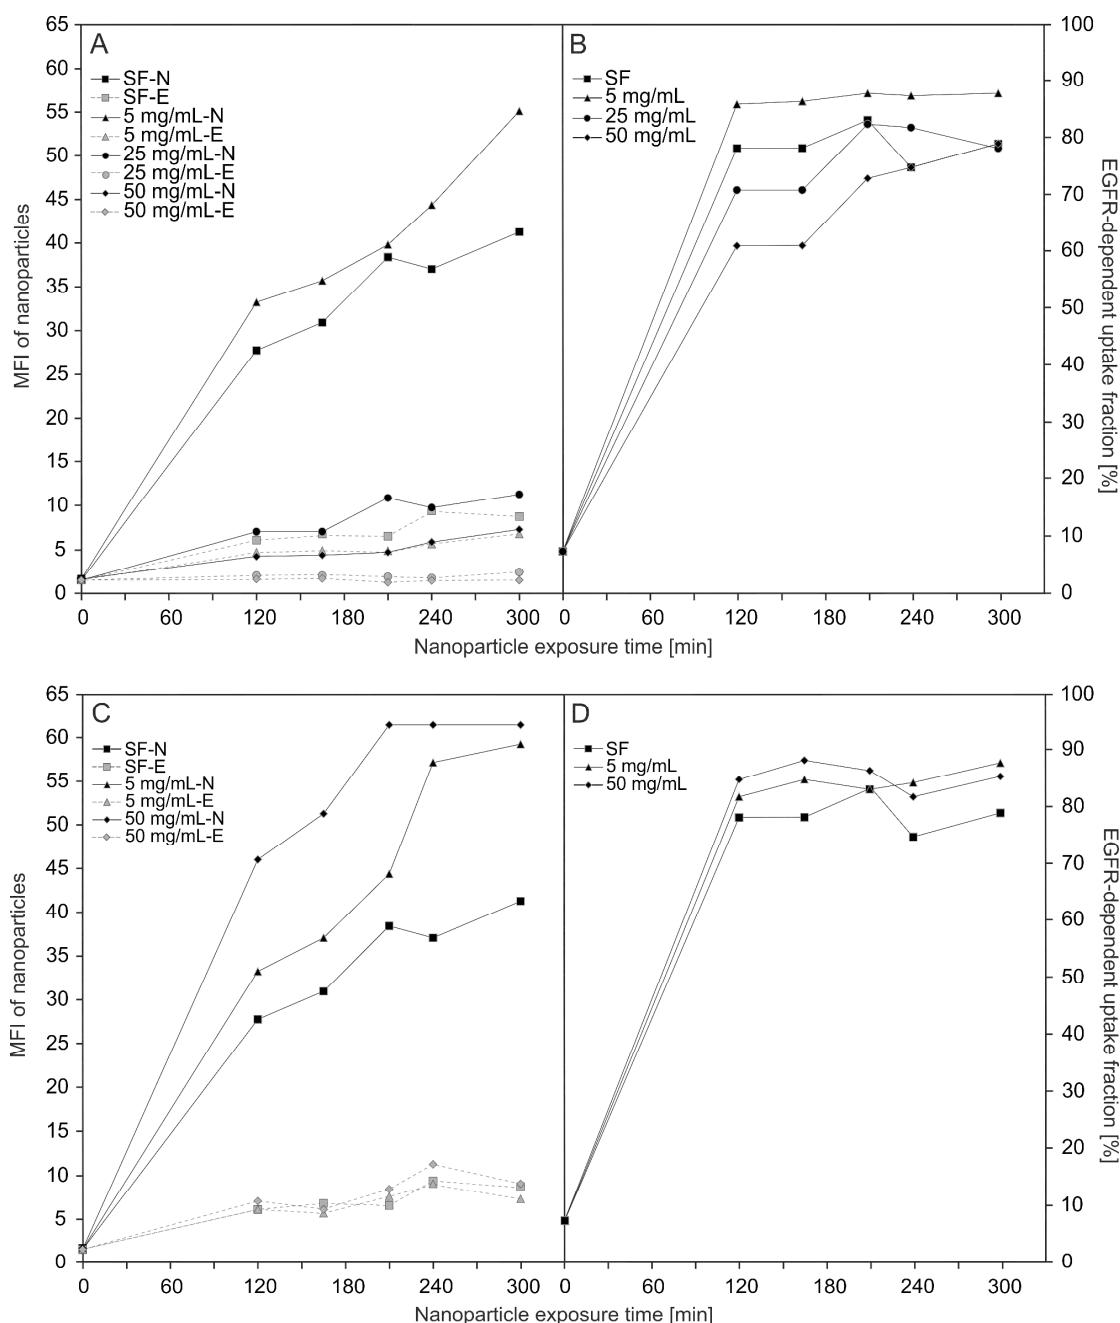 A
B
65
60
55
50
45
40
35
30
25
20
15
10
5
0
MFI of nanoparticles
SF-N
SF-E
5 mg/mL-N
5 mg/mL-E
25 mg/mL-N
25 mg/mL-E
50 mg/mL-N
50 mg/mL-E
SF
5 mg/mL
25 mg/mL
50 mg/mL
100
90
80
70
60
50
40
30
20
10
0
EGFR-dependent uptake fraction [%]
0 60 120 180 240 300 0 60 120 180 240 300
Nanoparticle exposure time [min]
C
D
65
60
55
50
45
40
35
30
25
20
15
10
5
0
MFI of nanoparticles
SF-N
SF-E
5 mg/mL-N
5 mg/mL-E
50 mg/mL-N
50 mg/mL-E
SF
5 mg/mL
50 mg/mL
100
90
80
70
60
50
40
30
20
10
0
EGFR-dependent uptake fraction [%]
0 60 120 180 240 300 0 60 120 180 240 300
Nanoparticle exposure time [min]